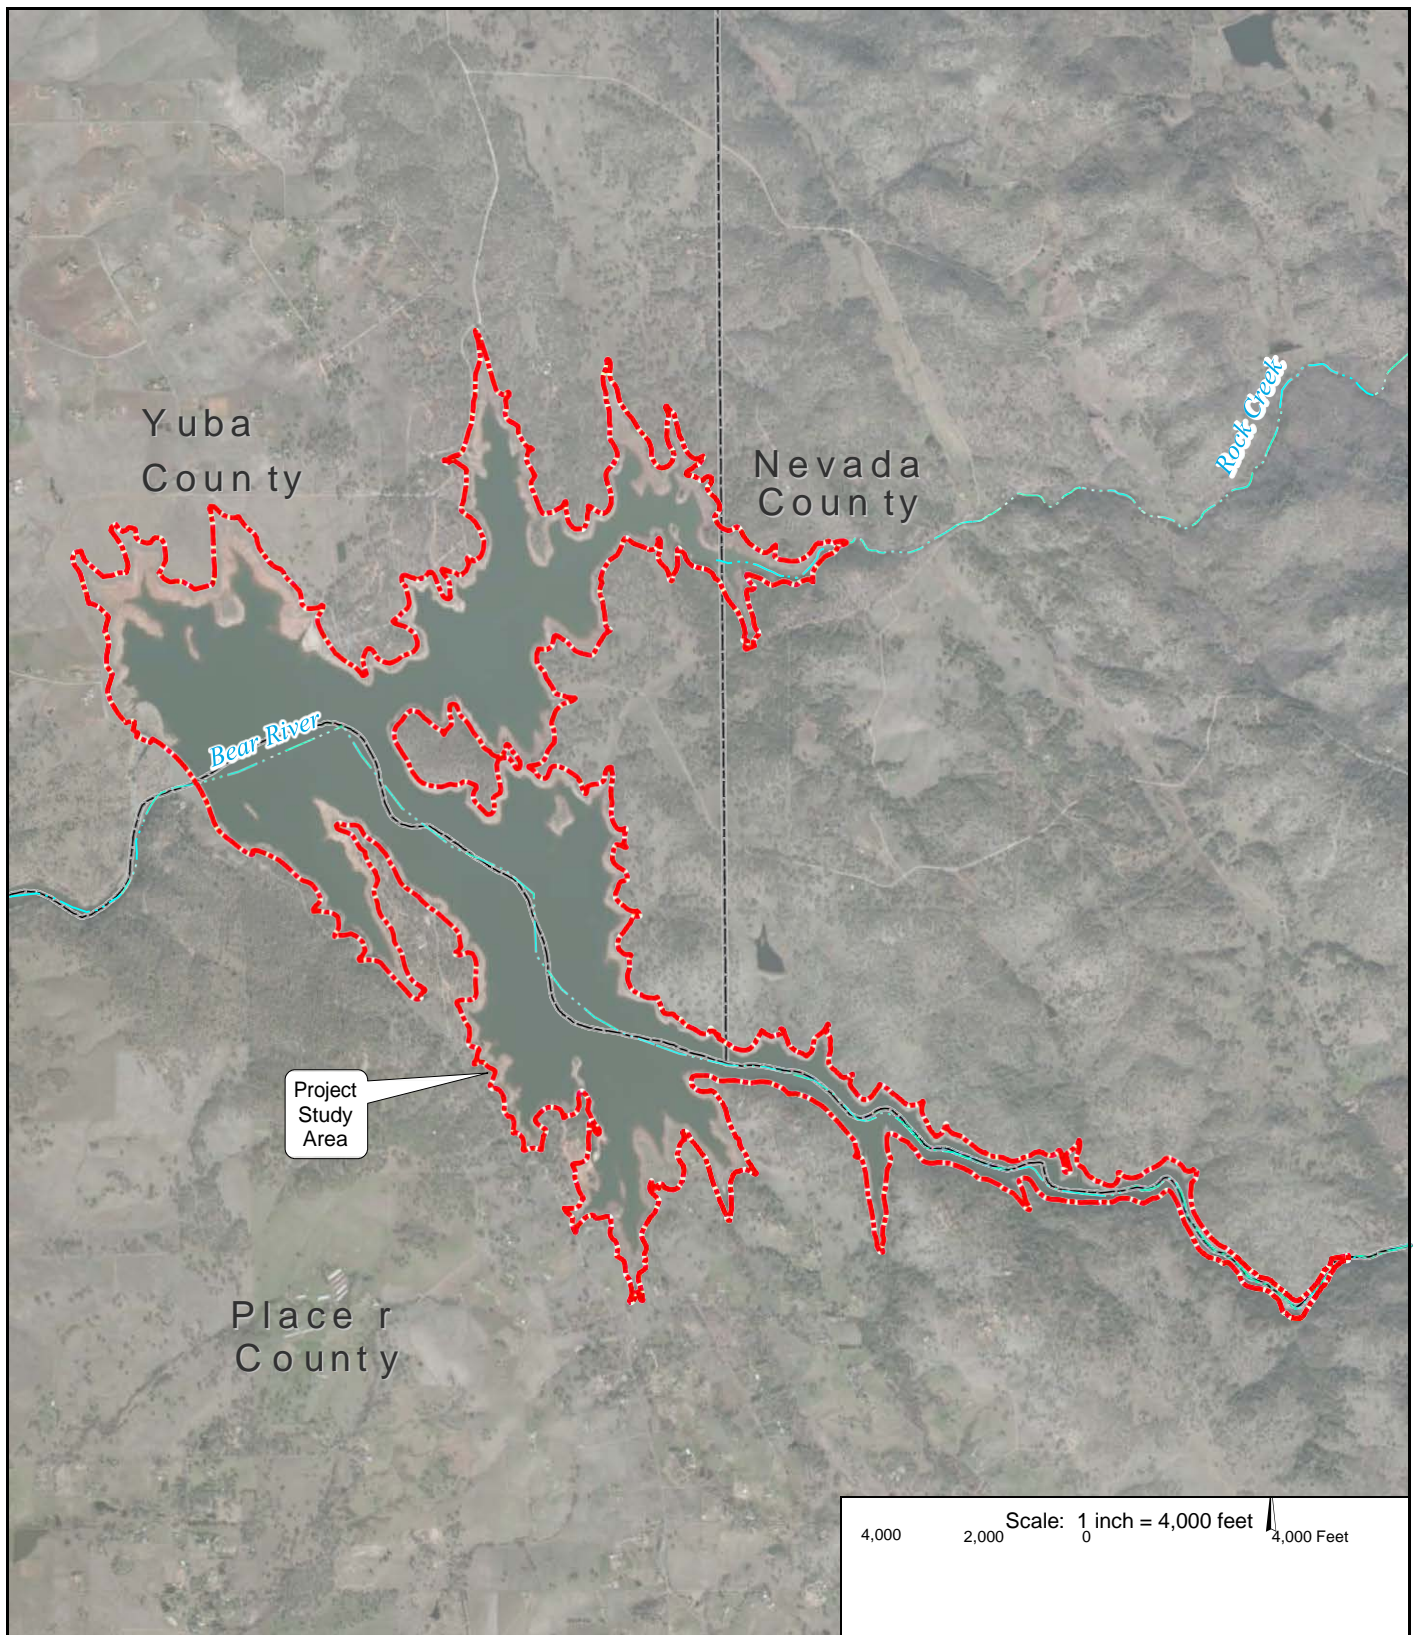 Yuba
County
Nevada
County
Rock Creek
Bear River
Project
Study
Area
Placer
County
Scale: 1 inch = 4,000 feet
4,000 2,000 0 4,000 Feet